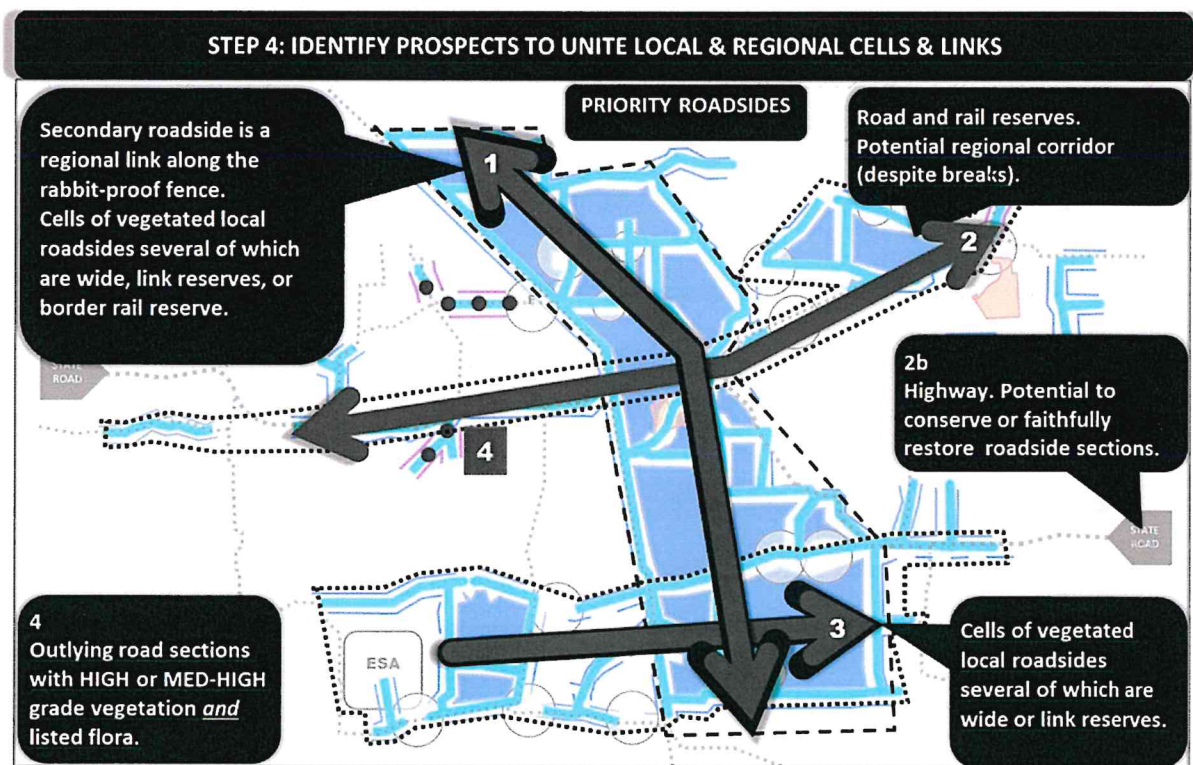 STEP 4: IDENTIFY PROSPECTS TO UNITE LOCAL & REGIONAL CELLS & LINKS
PRIORITY ROADSIDES
Secondary roadside is a
regional link along the
rabbit-proof fence.
Cells of vegetated local
roadsides several of which
are wide, link reserves, or
border rail reserve.
1
Road and rail reserves.
Potential regional corridor
(despite breaks).
2
STATE
ROAD
2b
Highway. Potential to
conserve or faithfully
restore roadside sections.
4
STATE
ROAD
4
Outlying road sections
with HIGH or MED-HIGH
grade vegetation and
listed flora.
ESA
3
Cells of vegetated
local roadsides
several of which are
wide or link reserves.